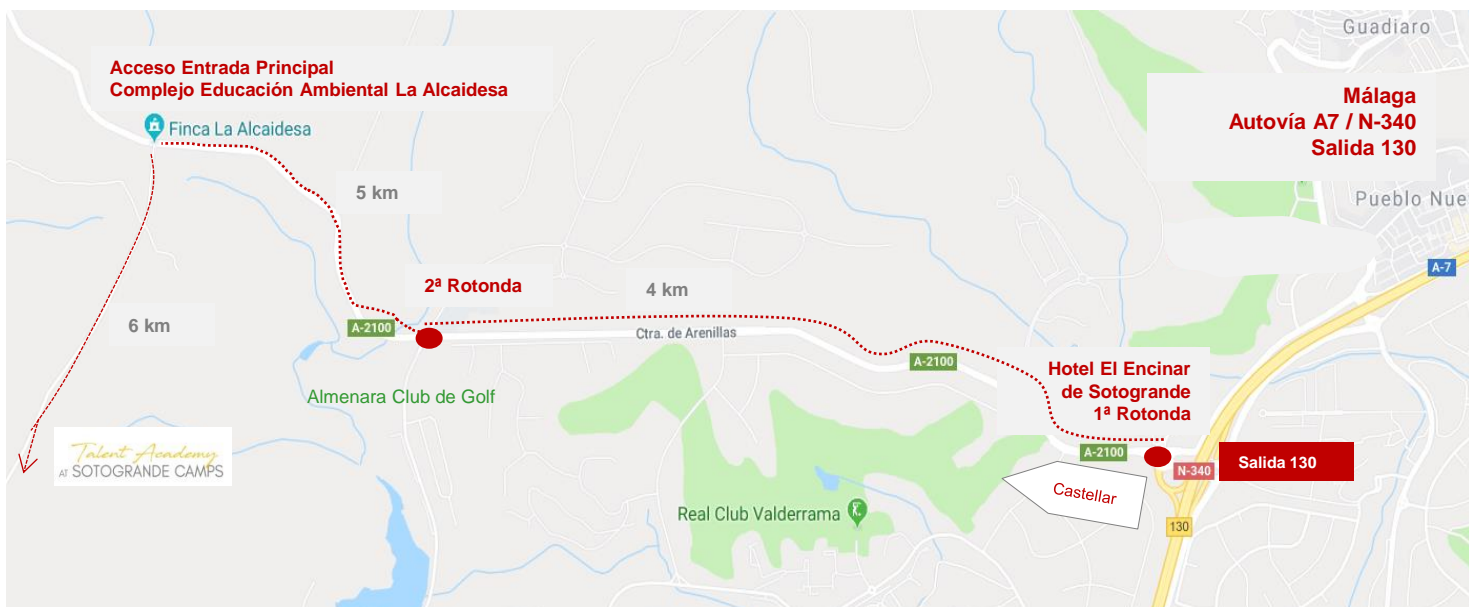 Guadiaro
Acceso Entrada Principal
Complejo Educación Ambiental La Alcaidesa
Málaga
Autovía A7 / N-340
Salida 130
Finca La Alcaidesa
5 km
Pueblo Nue
A-7
2ª Rotonda
4 km
6 km
A-2100
Ctra. de Arenillas
A-2100
Hotel El Encinar
de Sotogrande
1ª Rotonda
Almenara Club de Golf
Talent Academy
AT SOTOGRANDE CAMPS
A-2100
N-340
Salida 130
Castellar
Real Club Valderrama
130